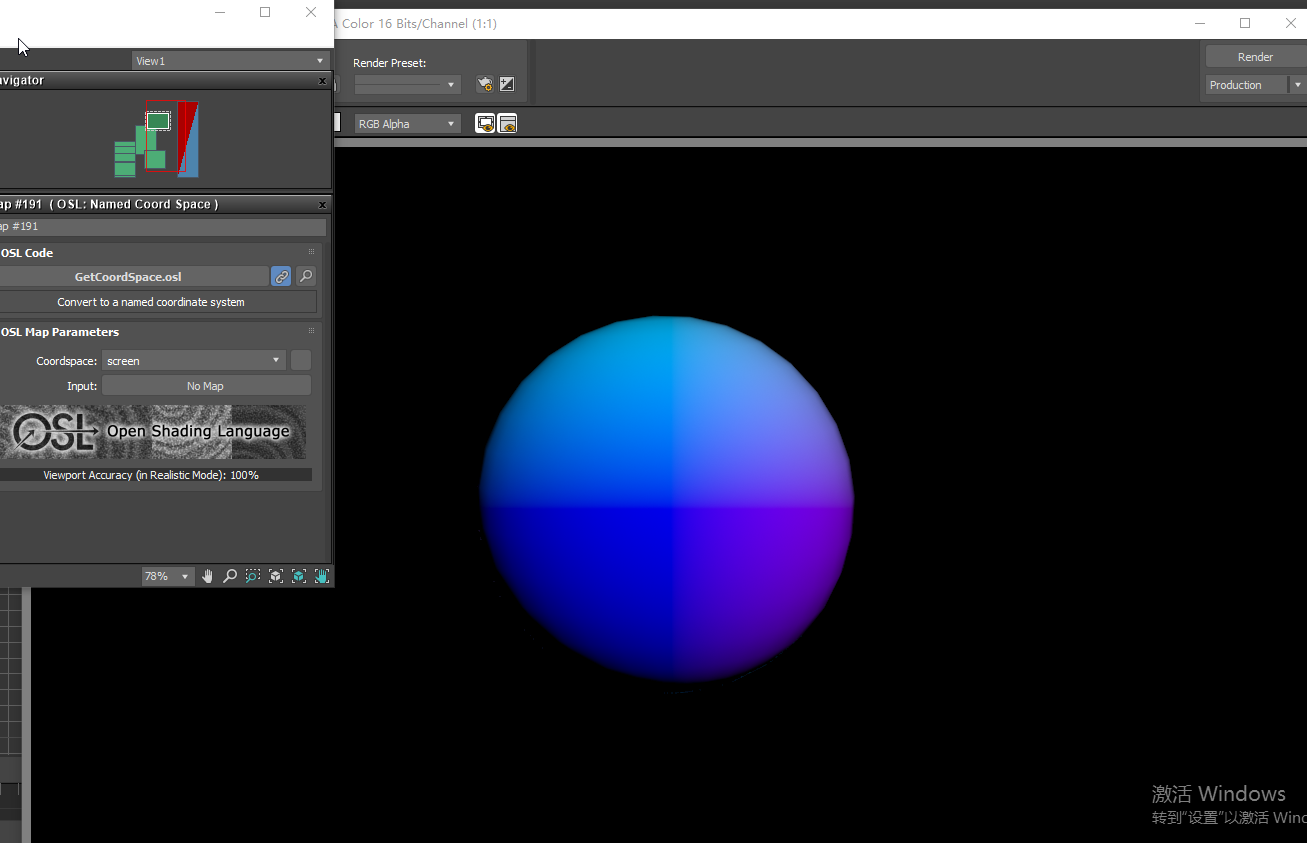 A Color 16 Bits/Channel (1:1)
View1
Render Preset:
Render
avigator
Production
RGB Alpha
ap #191 ( OSL: Named Coord Space )
ap #191
OSL Code
GetCoordSpace.osl
Convert to a named coordinate system
OSL Map Parameters
Coordspace: screen
Input: No Map
OSL Open Shading Language
Viewport Accuracy (in Realistic Mode): 100%
78%
激活 Windows
转到“设置”以激活 Winc